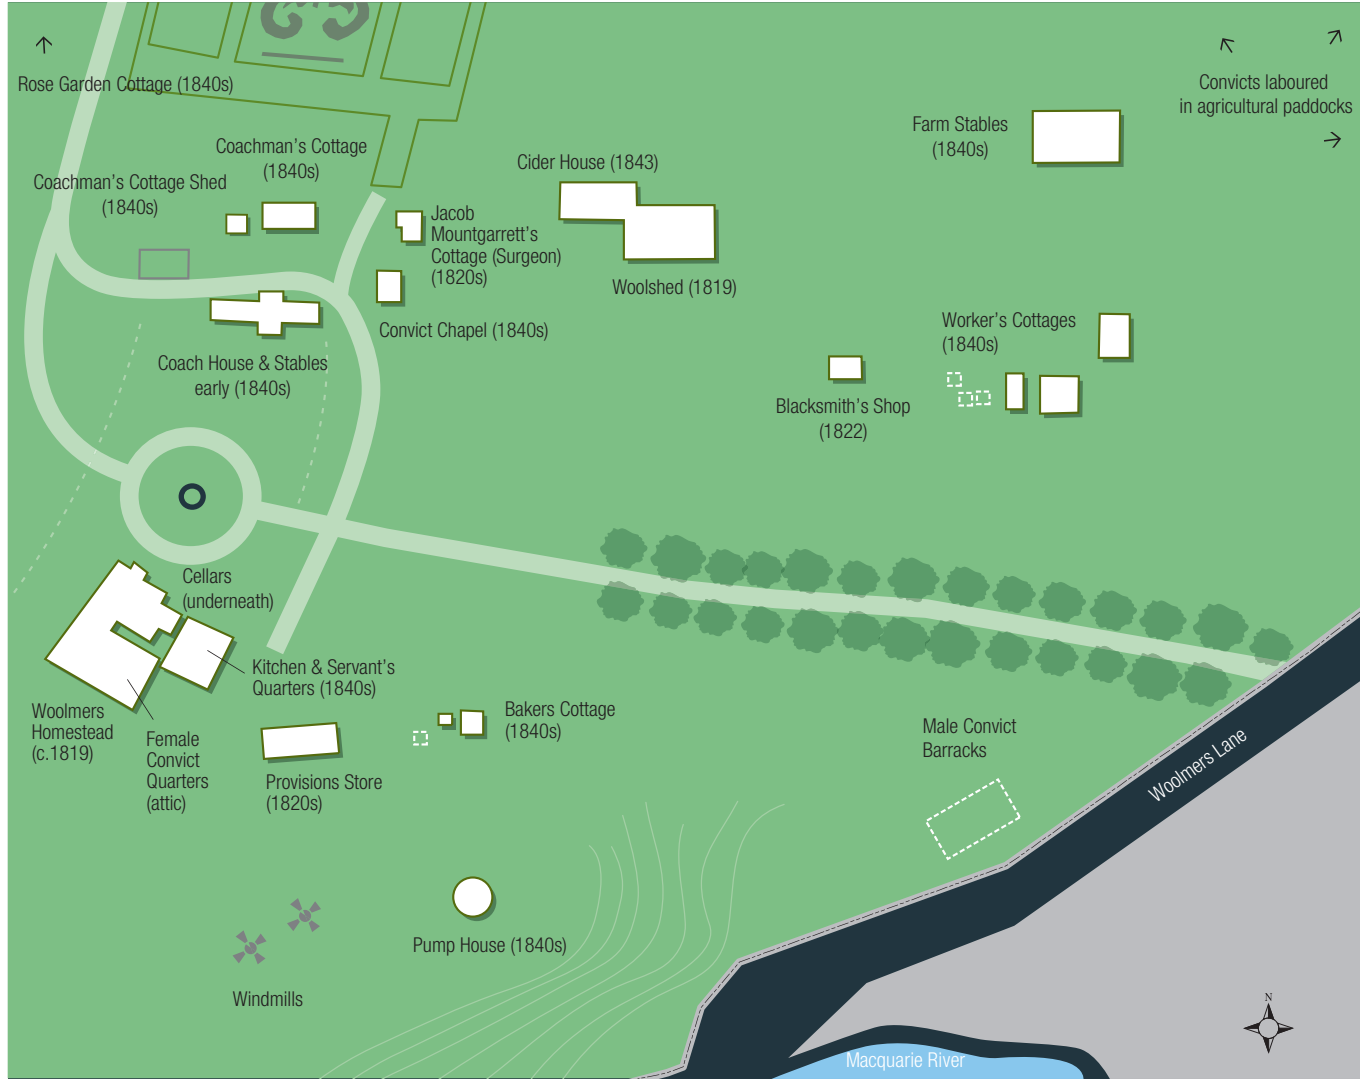 Rose Garden Cottage (1840s)
Convicts laboured
in agricultural paddocks
Farm Stables
(1840s)
Coachman's Cottage
(1840s)
Coachman's Cottage Shed
(1840s)
Cider House (1843)
Jacob
Mountgarrett's
Cottage (Surgeon)
(1820s)
Woolshed (1819)
Convict Chapel (1840s)
Worker's Cottages
(1840s)
Coach House & Stables
early (1840s)
Blacksmith's Shop
(1822)
Cellars
(underneath)
Kitchen & Servant's
Quarters (1840s)
Woolmers
Homestead
(c.1819)
Female
Convict
Quarters
(attic)
Provisions Store
(1820s)
Bakers Cottage
(1840s)
Male Convict
Barracks
Woolmers Lane
Pump House (1840s)
Windmills
N
Macquarie River